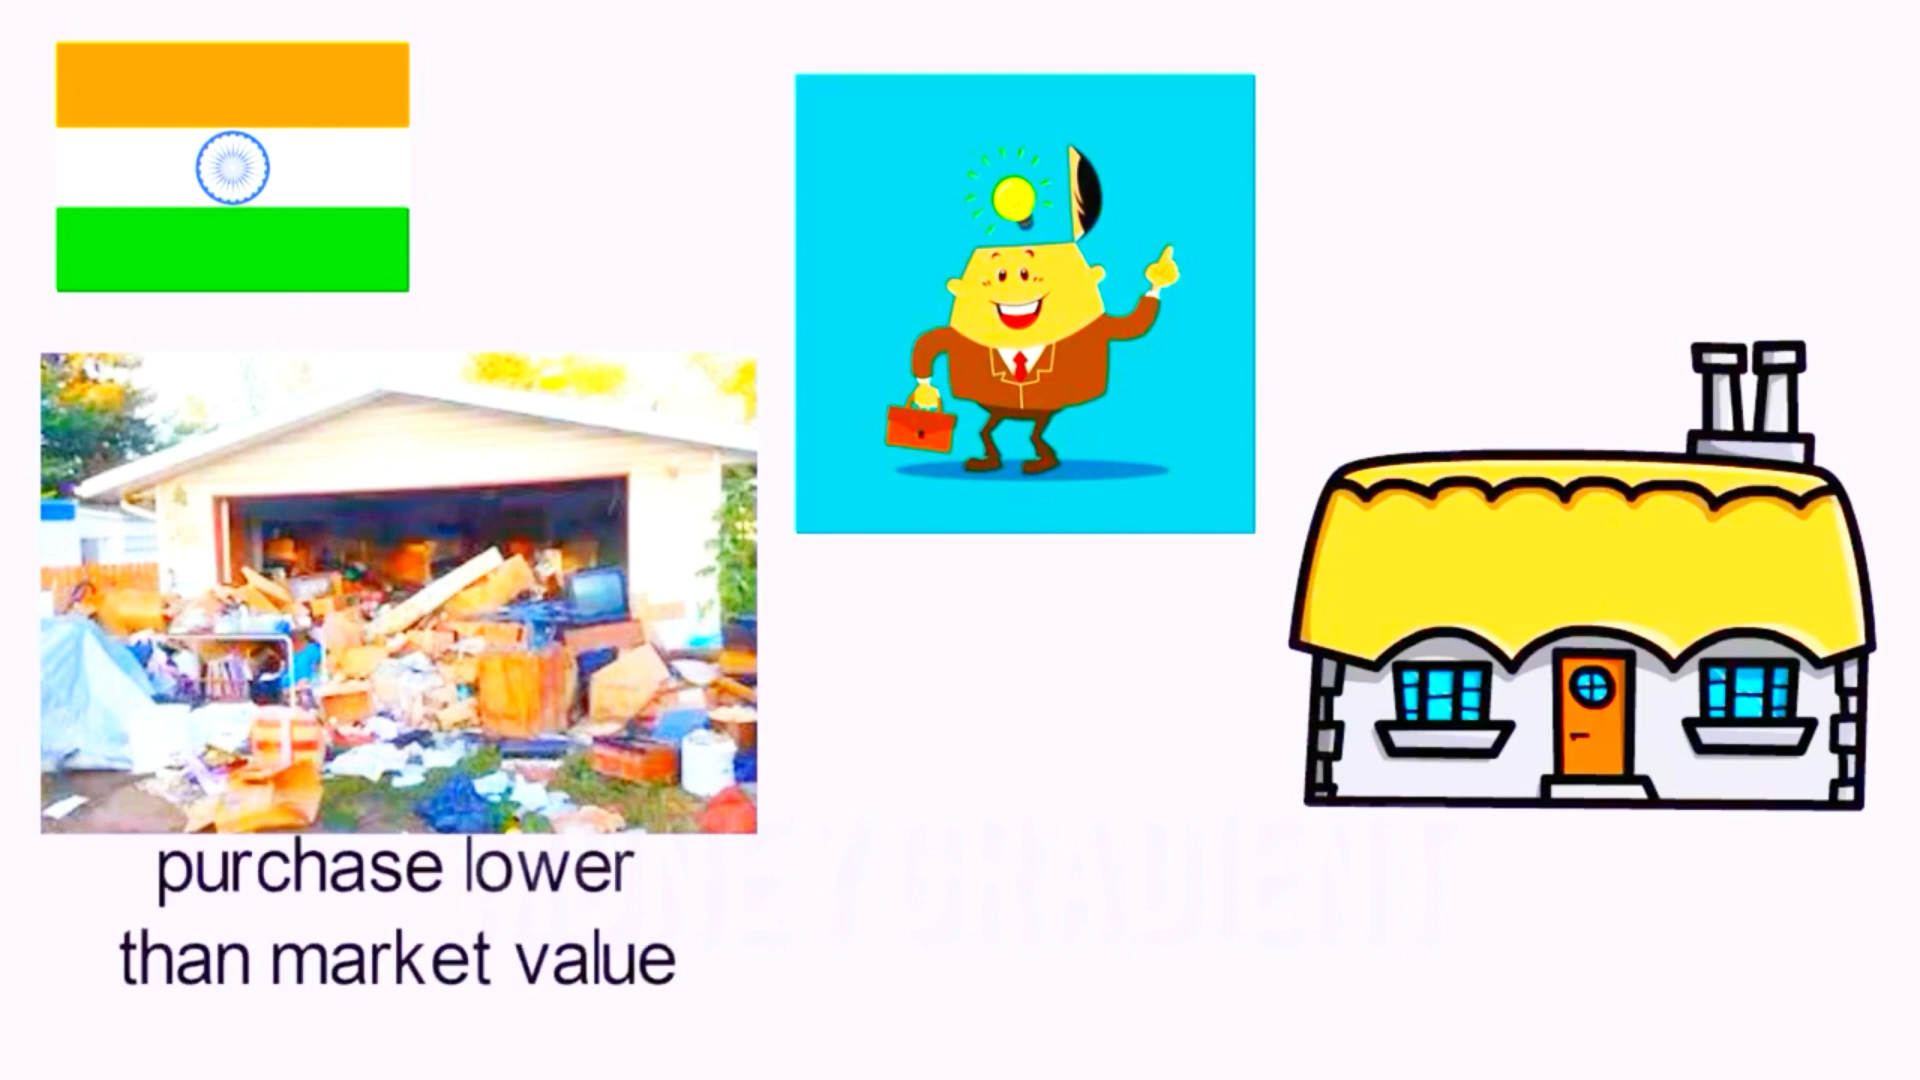 purchase lower
than market value